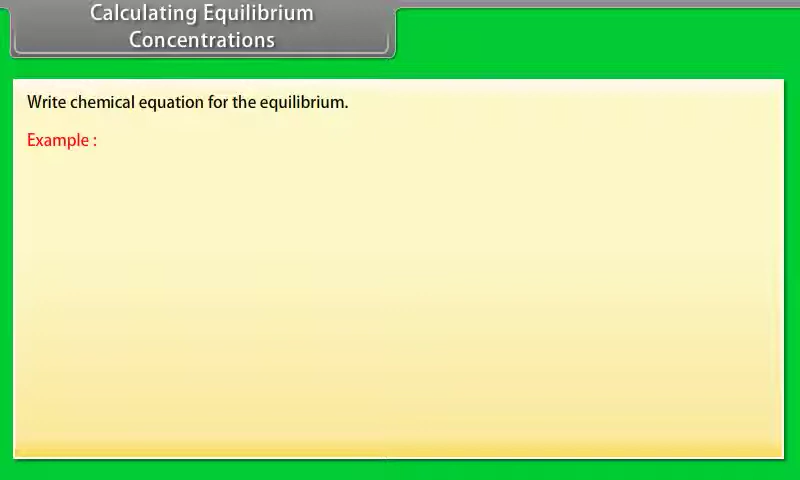 Calculating Equilibrium
Concentrations
Write chemical equation for the equilibrium.
Example :